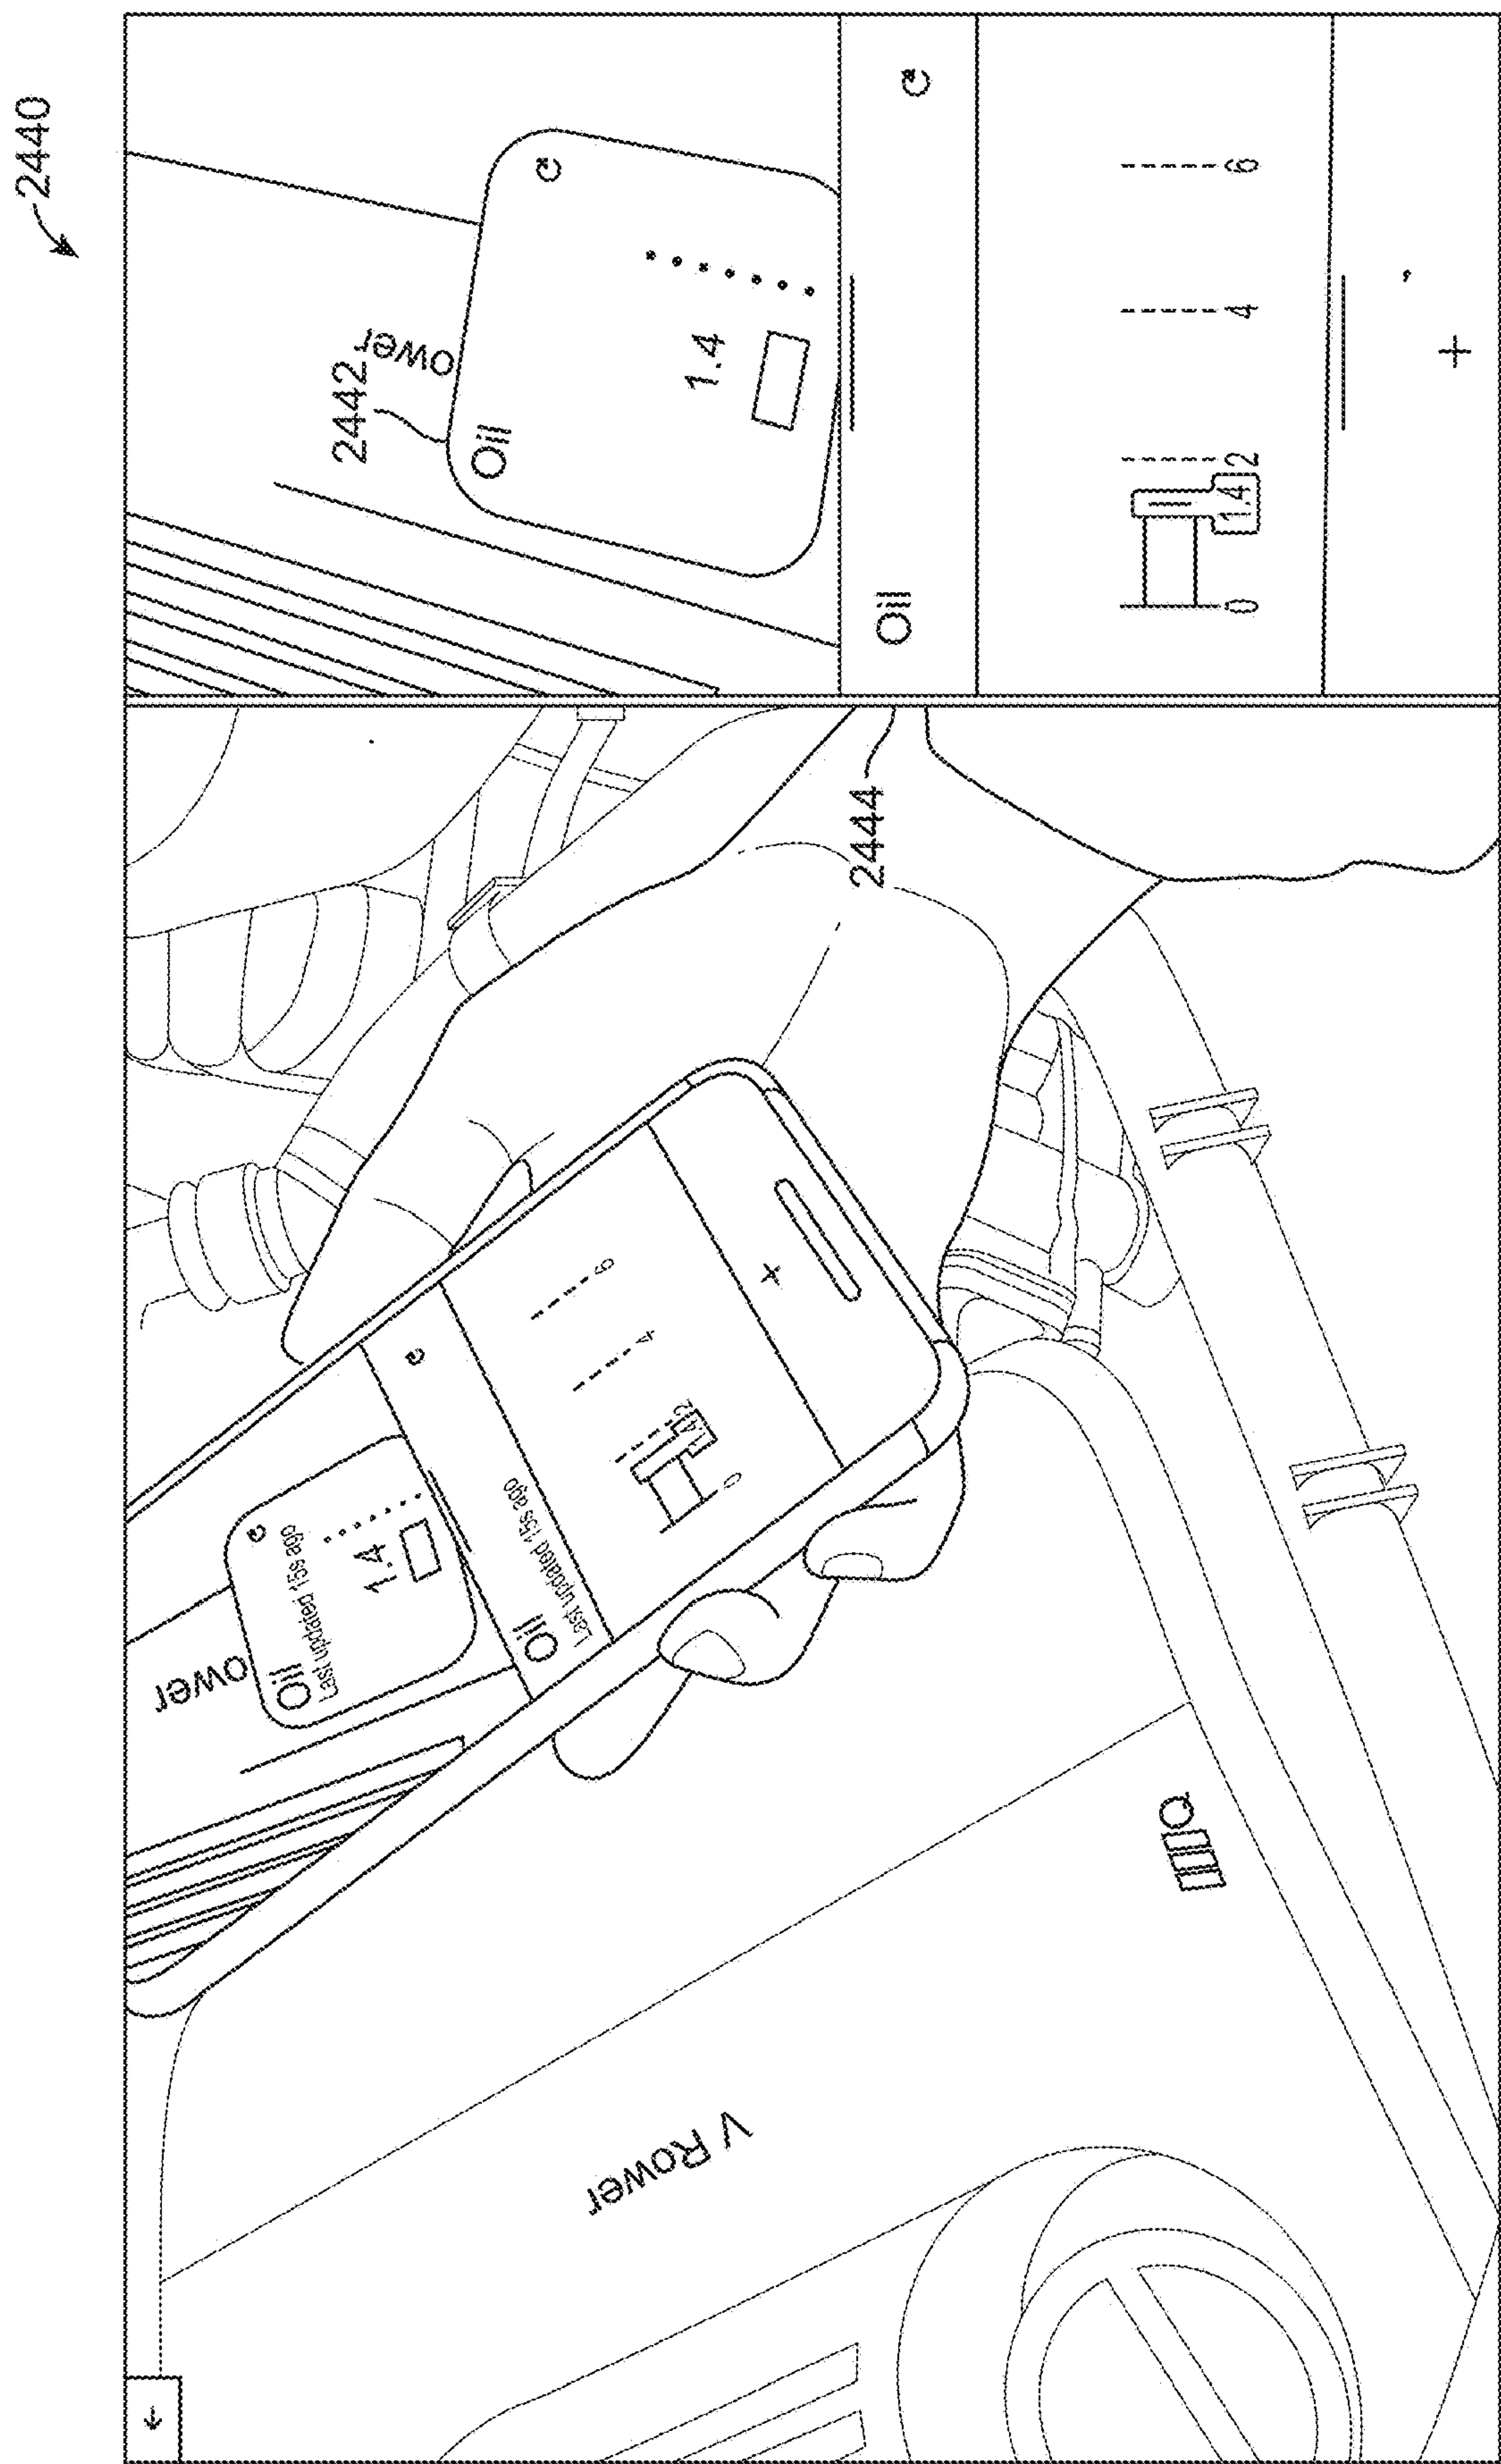 2440
2442
ower
Oil
1.4
Oil
0
1.4
2
4
6
+
2444
ower
Oil
Last updated 15s ago
1.4
Oil
Last updated 15s ago
0
1.4
2
4
6
+
V Rower